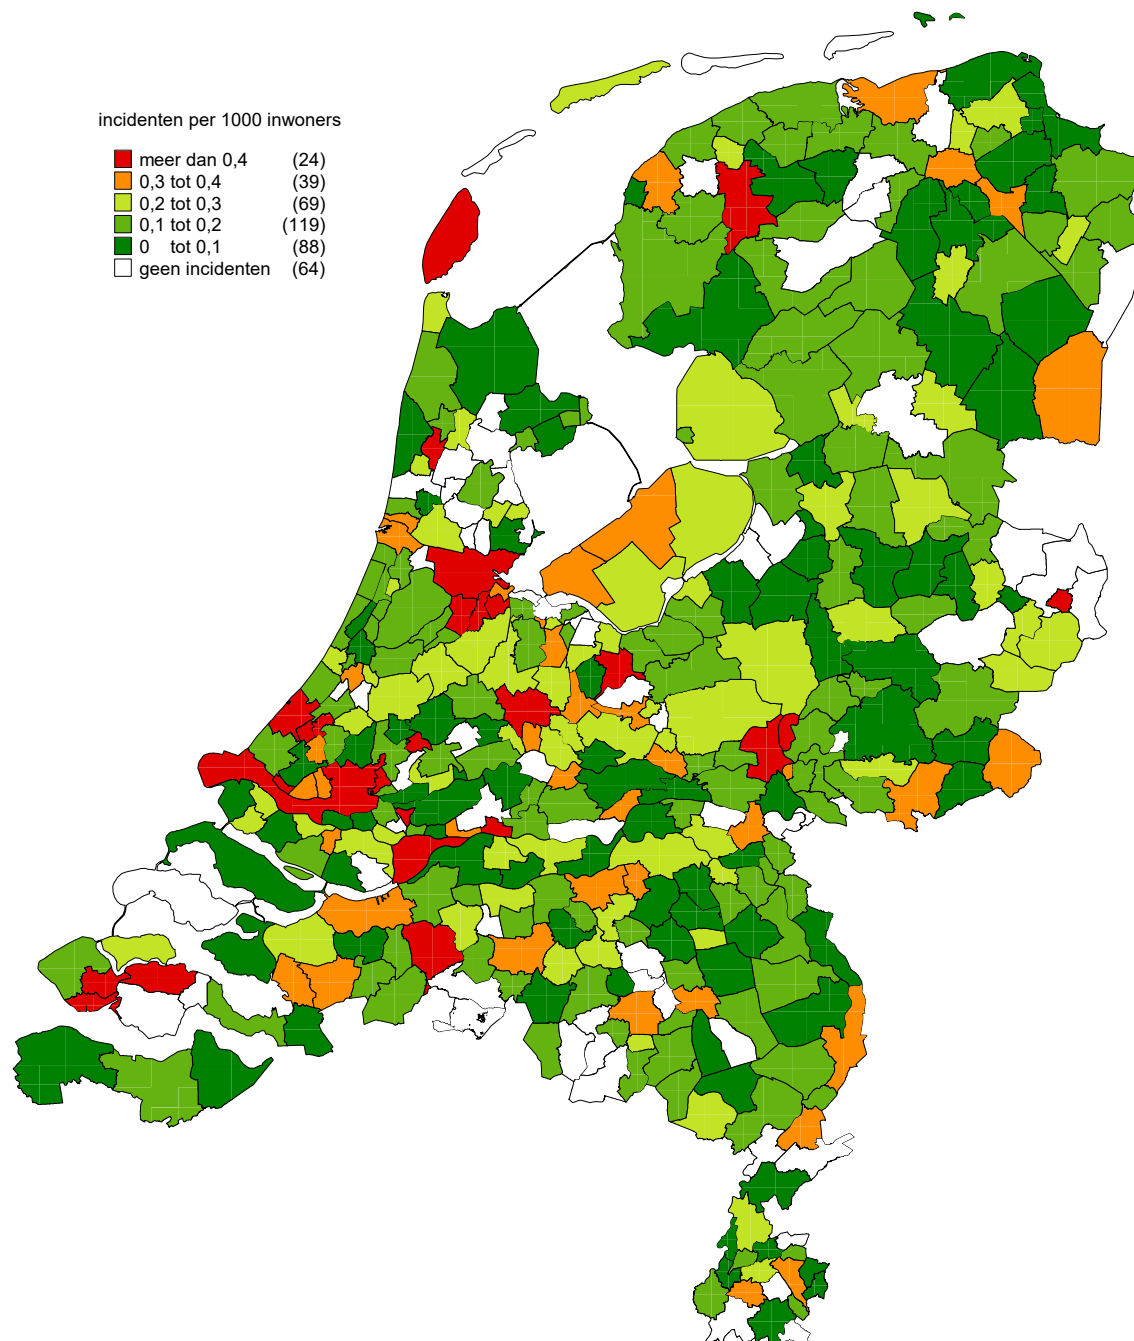 incidenten per 1000 inwoners
meer dan 0,4 (24)
0,3 tot 0,4 (39)
0,2 tot 0,3 (69)
0,1 tot 0,2 (119)
0 tot 0,1 (88)
geen incidenten (64)